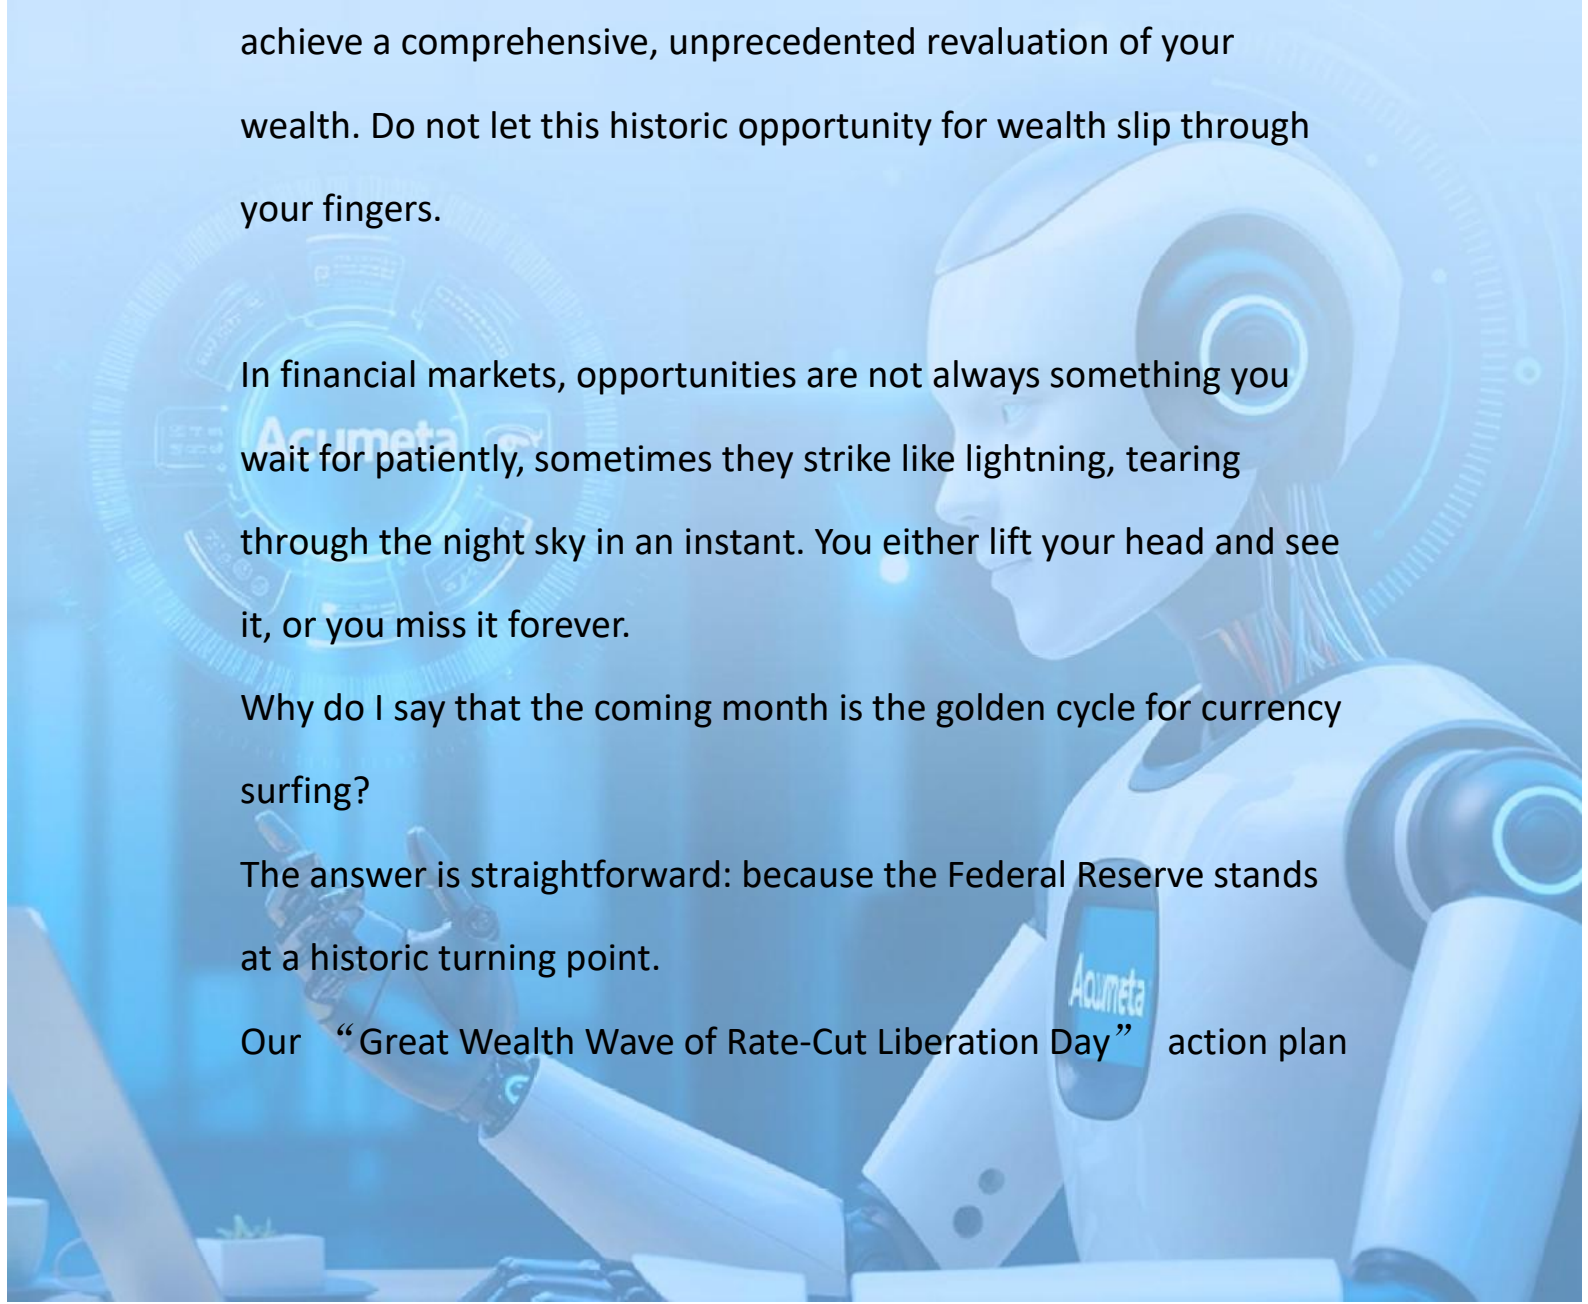 achieve a comprehensive, unprecedented revaluation of your
wealth. Do not let this historic opportunity for wealth slip through
your fingers.
In financial markets, opportunities are not always something you
Acumeta
wait for patiently, sometimes they strike like lightning, tearing
through the night sky in an instant. You either lift your head and see
it, or you miss it forever.
Why do I say that the coming month is the golden cycle for currency
surfing?
The answer is straightforward: because the Federal Reserve stands
at a historic turning point.
Acumeta
Our “Great Wealth Wave of Rate-Cut Liberation Day” action plan